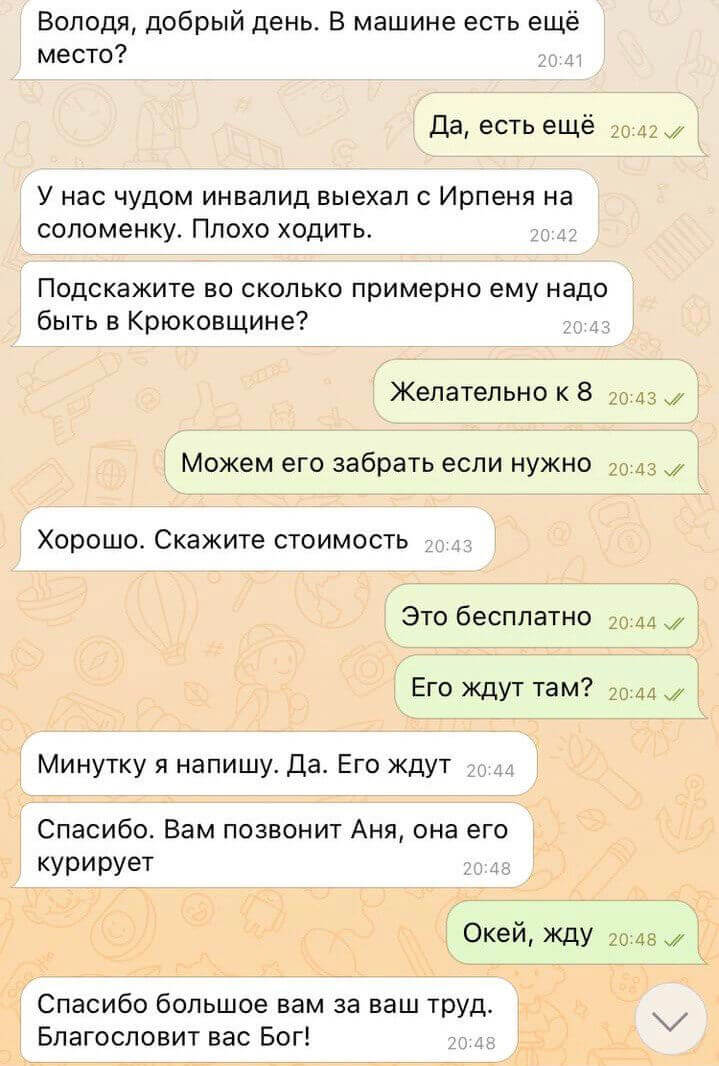 Володя, добрый день. В машине есть ещё
место?
20:41
Да, есть ещё 20:42
У нас чудом инвалид выехал с Ирпеня на
соломенку. Плохо ходить.
20:42
Подскажите во сколько примерно ему надо
быть в Крюковщине?
20:43
Желательно к 8 20:43
Можем его забрать если нужно 20:43
Хорошо. Скажите стоимость 20:43
Это бесплатно 20:44
Его ждут там? 20:44
Минутку я напишу. Да. Его ждут 20:44
Спасибо. Вам позвонит Аня, она его
курирует
20:48
Окей, жду 20:48
Спасибо большое вам за ваш труд.
Благословит вас Бог!
20:48